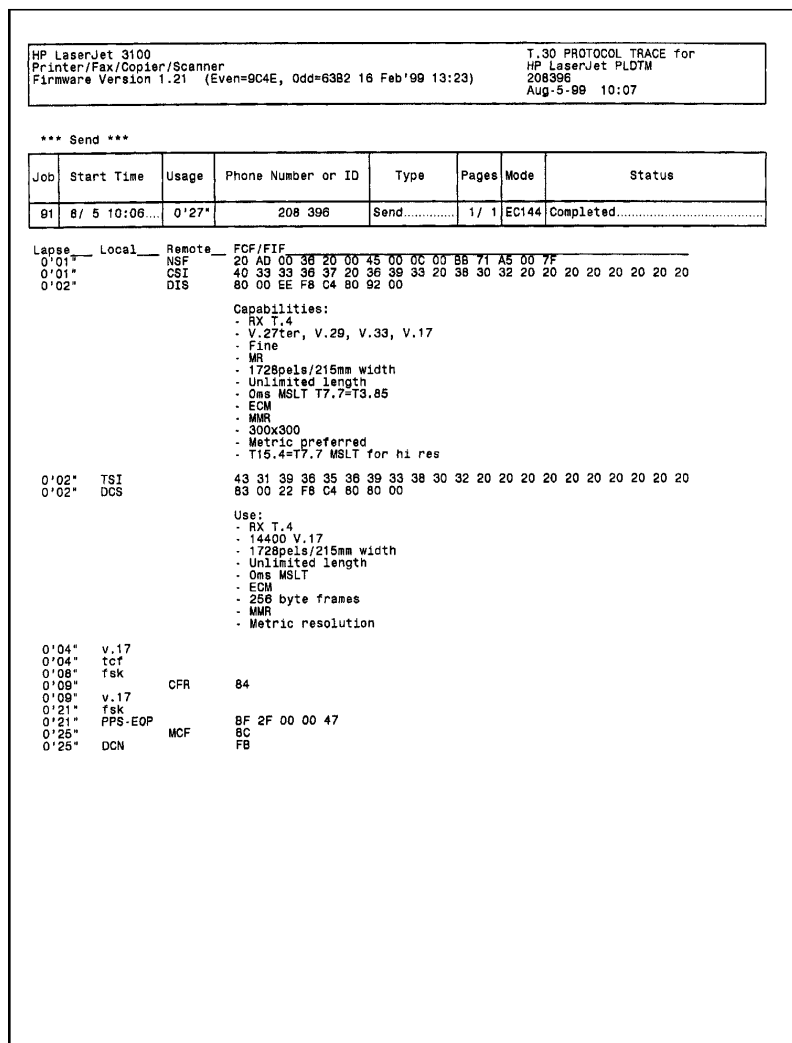 HP LaserJet 3100
Printer/Fax/Copier/Scanner
Firmware Version 1.21 (Even=9C4E, Odd=63B2 16 Feb'99 13:23)
T.30 PROTOCOL TRACE for
HP LaserJet PLDTM
208396
Aug-5-99 10:07
*** Send ***
Job Start Time Usage Phone Number or ID Type Pages Mode Status
91 8/ 5 10:06.... 0'27" 208 396 Send............. 1/ 1 EC144 Completed.....................................
Lapse___ Local___ Remote__ FCF/FIF
0'01" NSF 20 AD 00 36 20 00 45 00 0C 00 BB 71 A5 00 7F
0'01" CSI 40 33 33 36 37 20 36 39 33 20 38 30 32 20 20 20 20 20 20 20 20
0'02" DIS 80 00 EE F8 C4 80 92 00
Capabilities:
- RX T.4
- V.27ter, V.29, V.33, V.17
- Fine
- MR
- 1728pels/215mm width
- Unlimited length
- 0ms MSLT T7.7=T3.85
- ECM
- MMR
- 300x300
- Metric preferred
- T15.4=T7.7 MSLT for hi res
0'02" TSI 43 31 39 36 35 36 39 33 38 30 32 20 20 20 20 20 20 20 20 20 20
0'02" DCS 83 00 22 F8 C4 80 80 00
Use:
- RX T.4
- 14400 V.17
- 1728pels/215mm width
- Unlimited length
- 0ms MSLT
- ECM
- 256 byte frames
- MMR
- Metric resolution
0'04" v.17
0'04" tcf
0'08" fsk
0'09" CFR 84
0'09" v.17
0'21" fsk
0'21" PPS-EOP BF 2F 00 00 47
0'25" MCF 8C
0'25" DCN FB